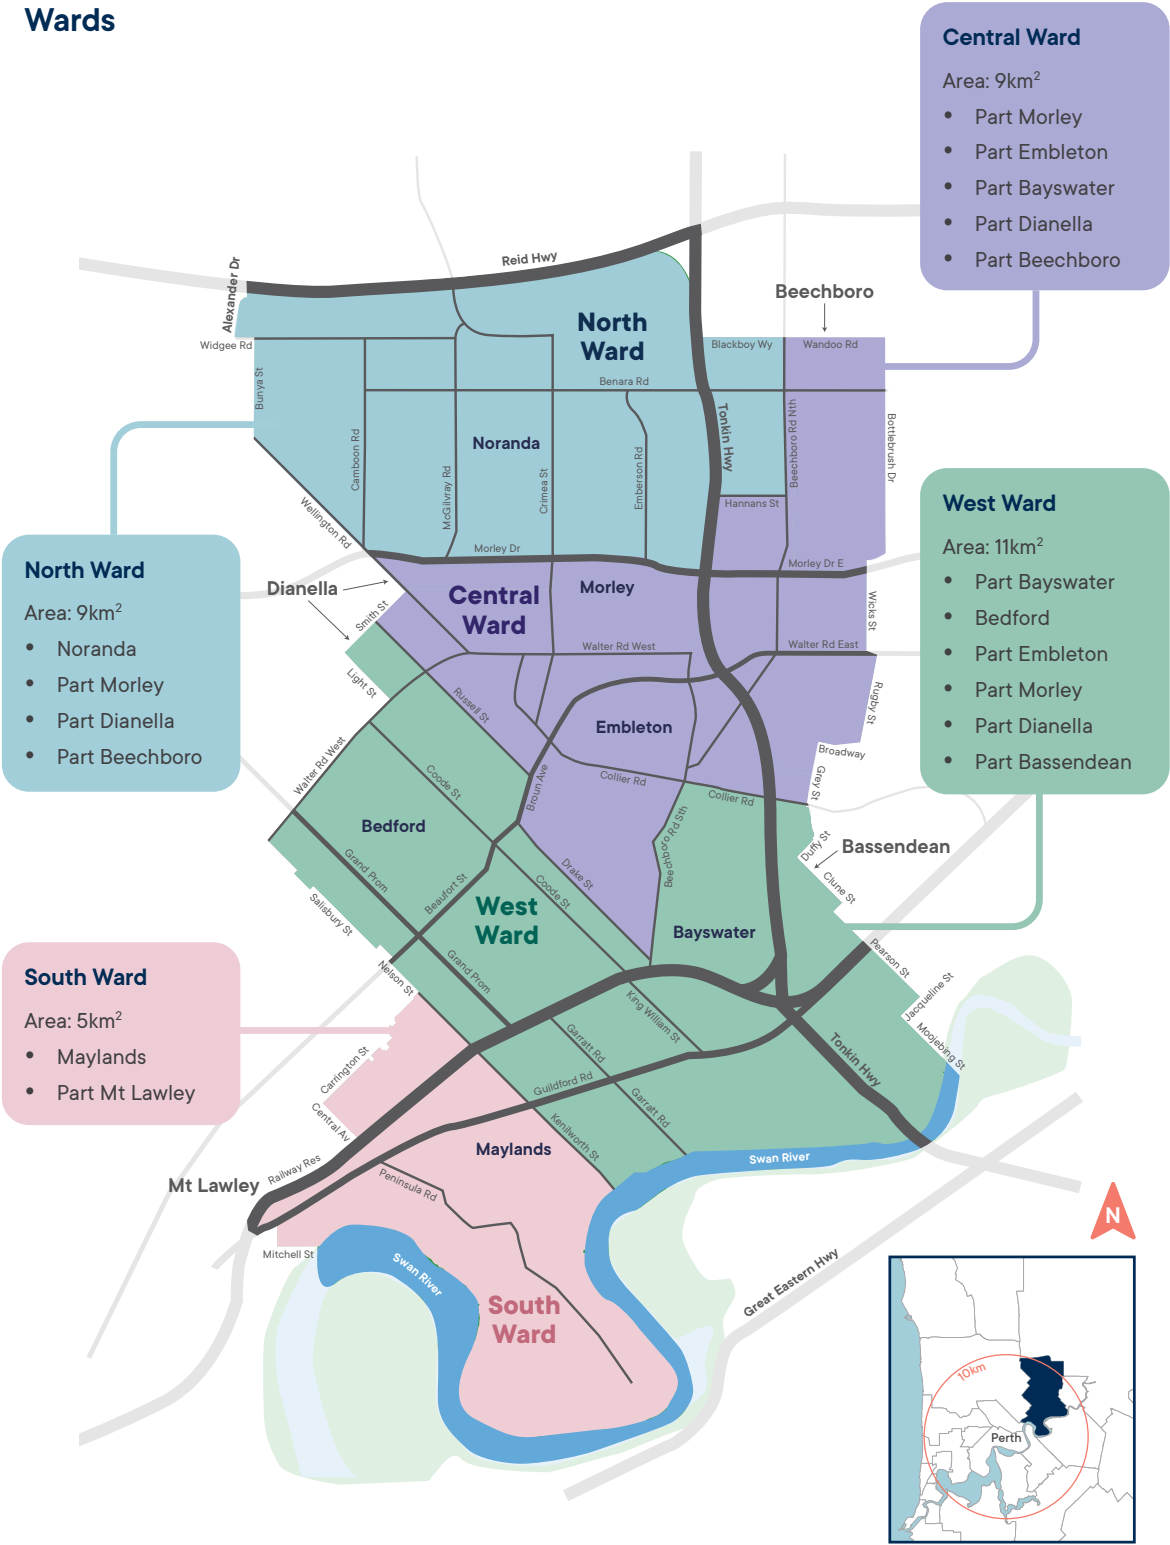 Wards
Central Ward
Area: 9km²
• Part Morley
• Part Embleton
• Part Bayswater
• Part Dianella
• Part Beechboro
Reid Hwy
Alexander Dr
Beechboro
North
Ward
Widgee Rd
Blackboy Wy
Wandoo Rd
Bunya St
Benara Rd
Noranda
Camboon Rd
McGilvray Rd
Crimea St
Emberson Rd
Tonkin Hwy
Beechboro Rd Nth
Bottlebrush Dr
Hannans St
Wellington Rd
Morley Dr
Morley Dr E
West Ward
Area: 11km²
• Part Bayswater
• Bedford
• Part Embleton
• Part Morley
• Part Dianella
• Part Bassendean
North Ward
Area: 9km²
• Noranda
• Part Morley
• Part Dianella
• Part Beechboro
Dianella
Central
Ward
Morley
Smith St
Wicks St
Walter Rd West
Walter Rd East
Light St
Russell St
Rugby St
Embleton
Broadway
Walter Rd West
Coode St
Broun Ave
Collier Rd
Collier Rd
Grey St
Bedford
Beechboro Rd Sth
Duffy St
Bassendean
Grand Prom
Beaufort St
Drake St
Coode St
Clune St
Salisbury St
West
Ward
Bayswater
Pearson St
South Ward
Area: 5km²
• Maylands
• Part Mt Lawley
Nelson St
Grand Prom
King William St
Jacqueline St
Moojebing St
Garratt Rd
Tonkin Hwy
Carrington St
Guildford Rd
Garratt Rd
Central Av
Kenilworth St
Maylands
Swan River
Railway Res
Mt Lawley
Peninsula Rd
Mitchell St
Swan River
Great Eastern Hwy
South
Ward
N
10km
Perth